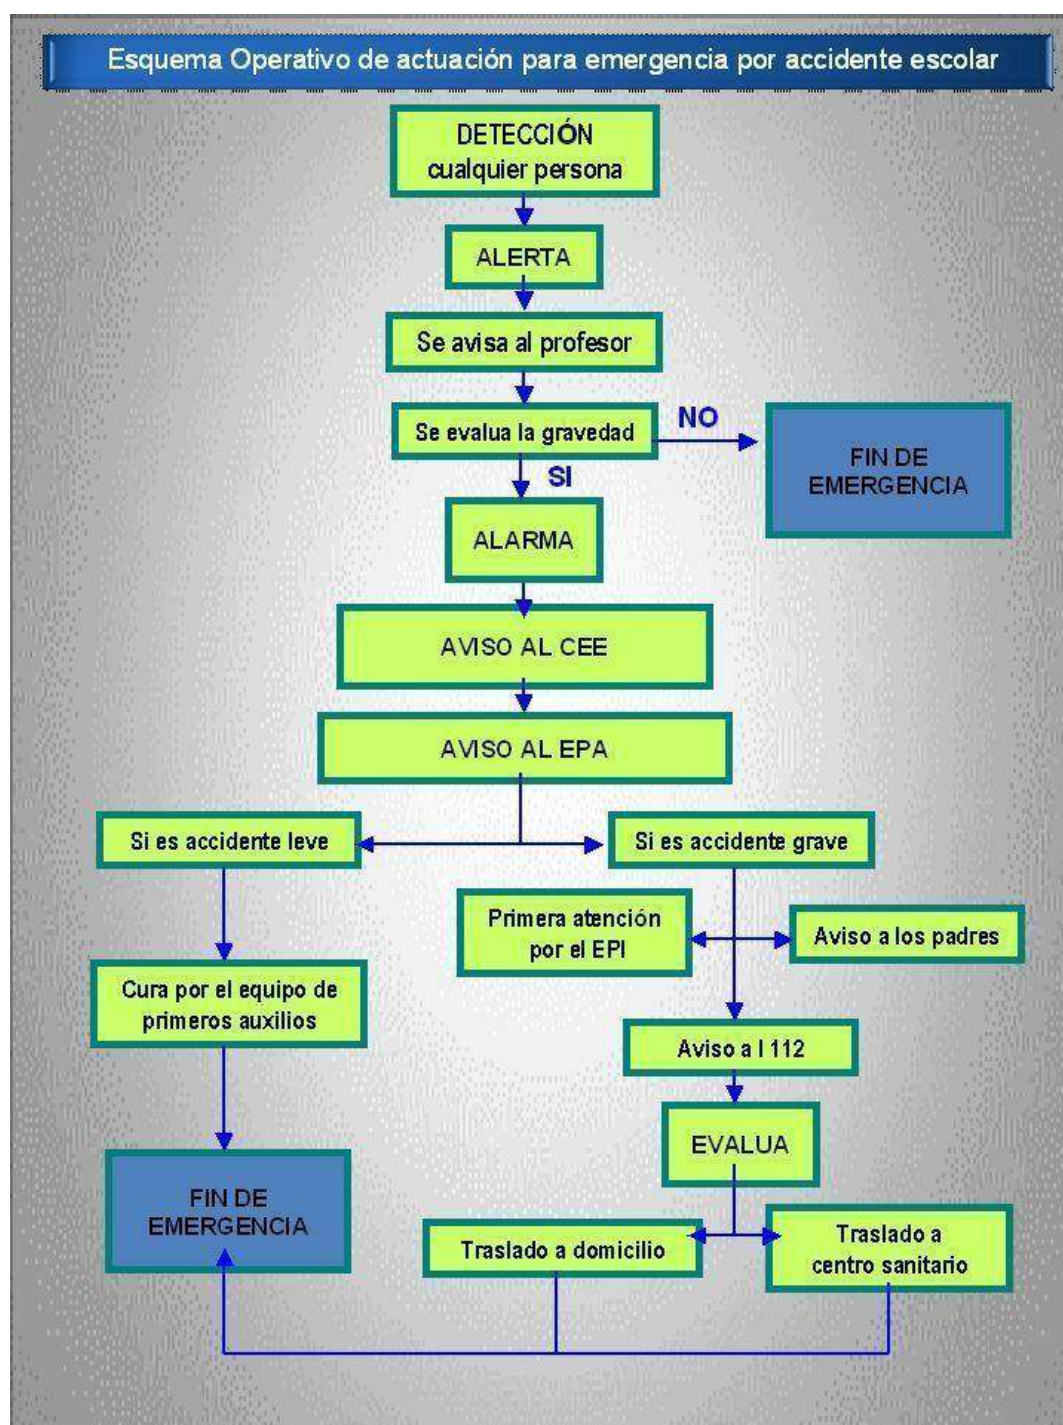 Esquema Operativo de actuación para emergencia por accidente escolar
DETECCIÓN
cualquier persona
ALERTA
Se avisa al profesor
Se evalua la gravedad
NO
FIN DE
EMERGENCIA
SI
ALARMA
AVISO AL CEE
AVISO AL EPA
Si es accidente leve
Si es accidente grave
Primera atención
por el EPI
Aviso a los padres
Cura por el equipo de
primeros auxilios
Aviso a l 112
EVALUA
FIN DE
EMERGENCIA
Traslado a domicilio
Traslado a
centro sanitario